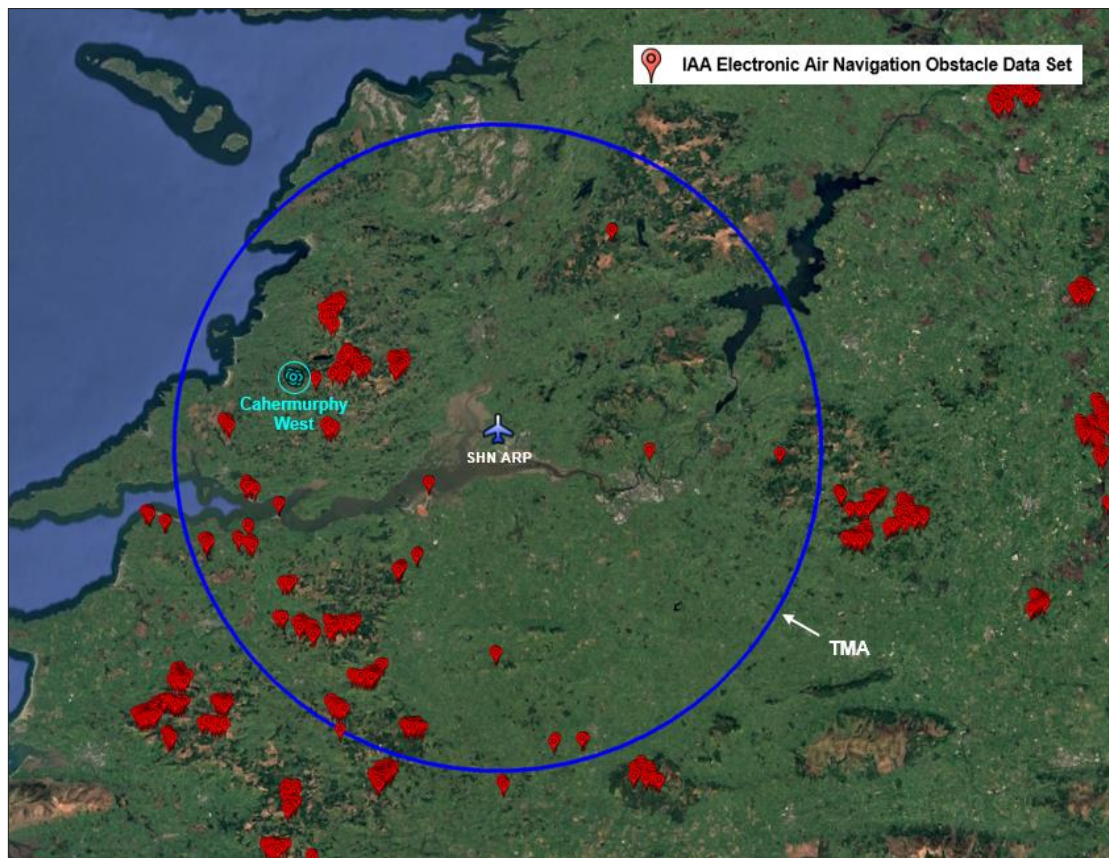 IAA Electronic Air Navigation Obstacle Data Set
Cahermurphy
West
SHN ARP
TMA